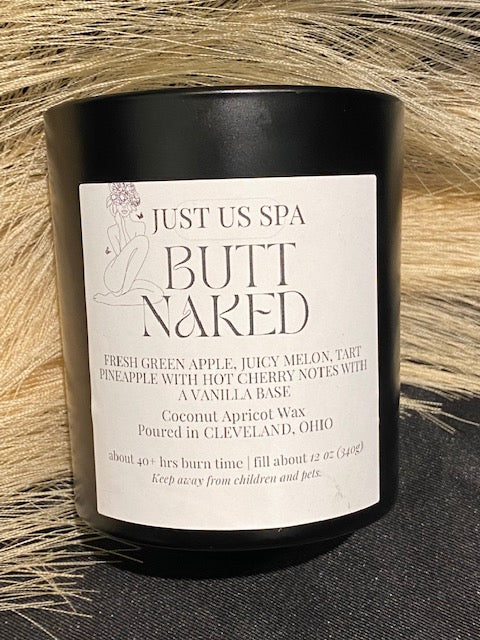 JUST US SPA
BUTT
NAKED
FRESH GREEN APPLE, JUICY MELON, TART
PINEAPPLE WITH HOT CHERRY NOTES WITH
A VANILLA BASE
Coconut Apricot Wax
Poured in CLEVELAND, OHIO
about 40+ hrs burn time | fill about 12 oz (340g)
Keep away from children and pets.